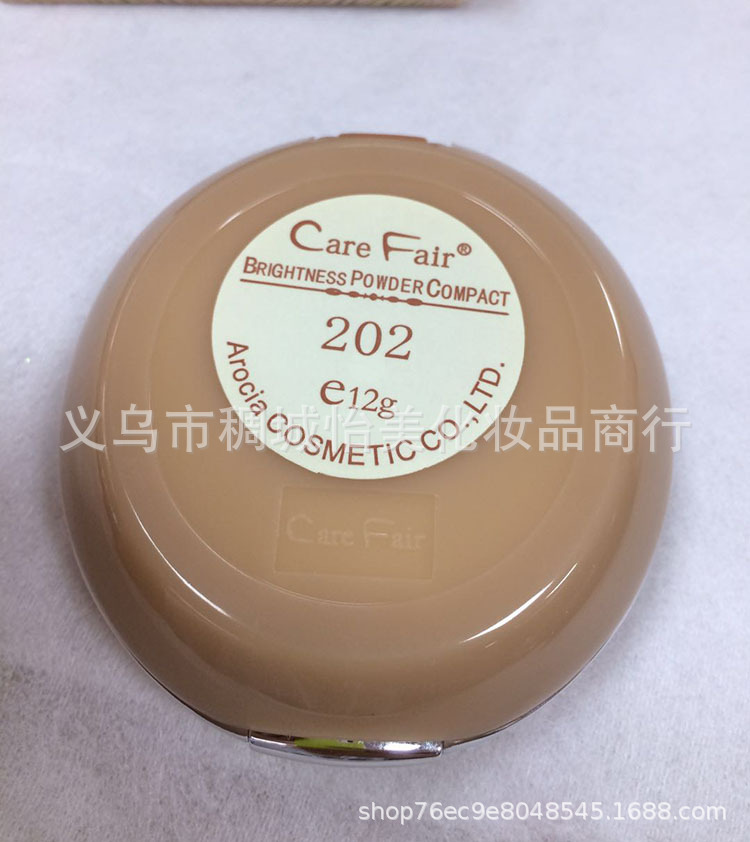 Care Fair®
BRIGHTNESS POWDER COMPACT
202
e12g
Arocia COSMETiC CO., LTD.
义乌市稠城怡美化妆品商行
Care Fair
shop76ec9e8048545.1688.com